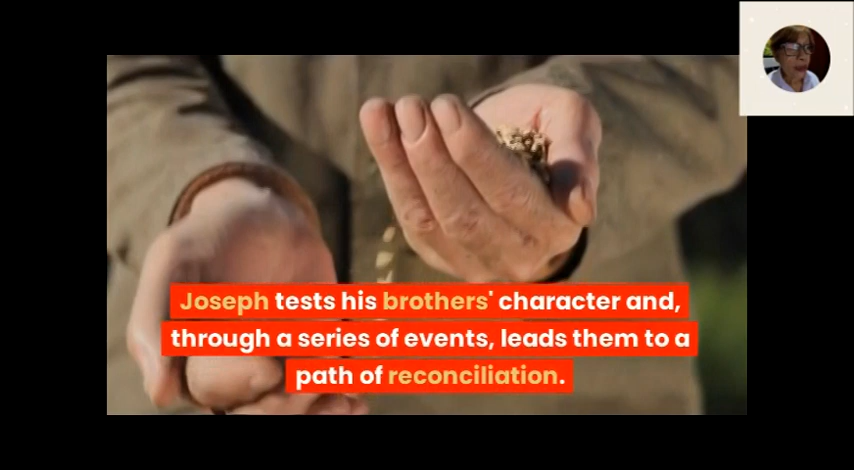 Joseph tests his brothers' character and,
through a series of events, leads them to a
path of reconciliation.